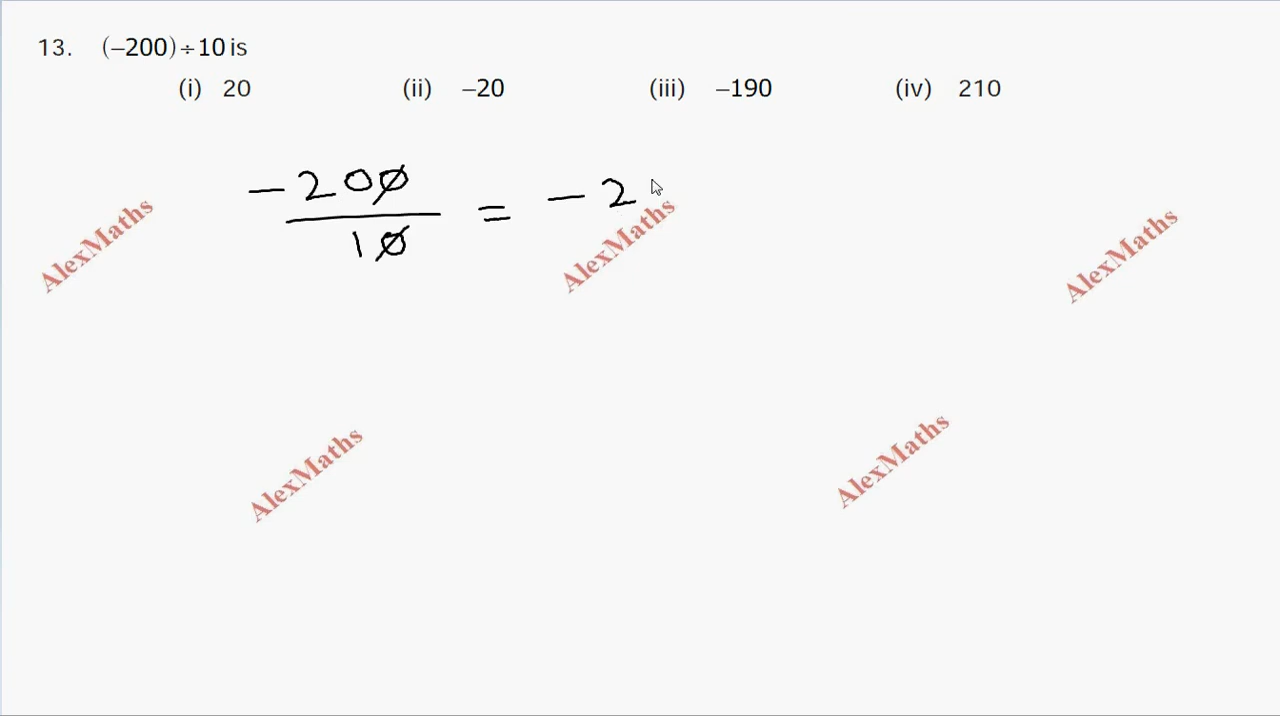 13. (–200) ÷ 10 is
(i) 20 (ii) –20 (iii) –190 (iv) 210
–200
10
= –2
AlexMaths
AlexMaths
AlexMaths
AlexMaths
AlexMaths